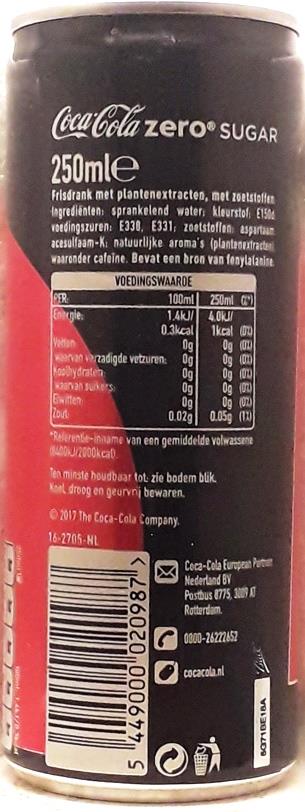 Coca-Cola zero® SUGAR
250ml℮
Frisdrank met plantenextracten, met zoetstoffen
Ingrediënten: sprankelend water; kleurstof: E150d
voedingszuren: E338, E331; zoetstoffen: aspartaam
acesulfaam-K; natuurlijke aroma's (plantenextracten
waaronder cafeïne. Bevat een bron van fenylalanine.
VOEDINGSWAARDE
PER: 100ml 250ml (%*)
Energie: 1.4kJ/ 4.0kJ/
0.3kcal 1kcal (0%)
Vetten: 0g 0g (0%)
waarvan verzadigde vetzuren: 0g 0g (0%)
Koolhydraten: 0g 0g (0%)
waarvan suikers: 0g 0g (0%)
Eiwitten: 0g 0g (0%)
Zout: 0.02g 0.05g (1%)
*Referentie-inname van een gemiddelde volwassene
(8400kJ/2000kcal).
Ten minste houdbaar tot: zie bodem blik.
Koel, droog en geurvrij bewaren.
© 2017 The Coca-Cola Company.
16-2705-NL
5 449000 020987 >
Coca-Cola European Partners
Nederland BV
Postbus 8775, 3009 AT
Rotterdam.
0800-26222652
cocacola.nl